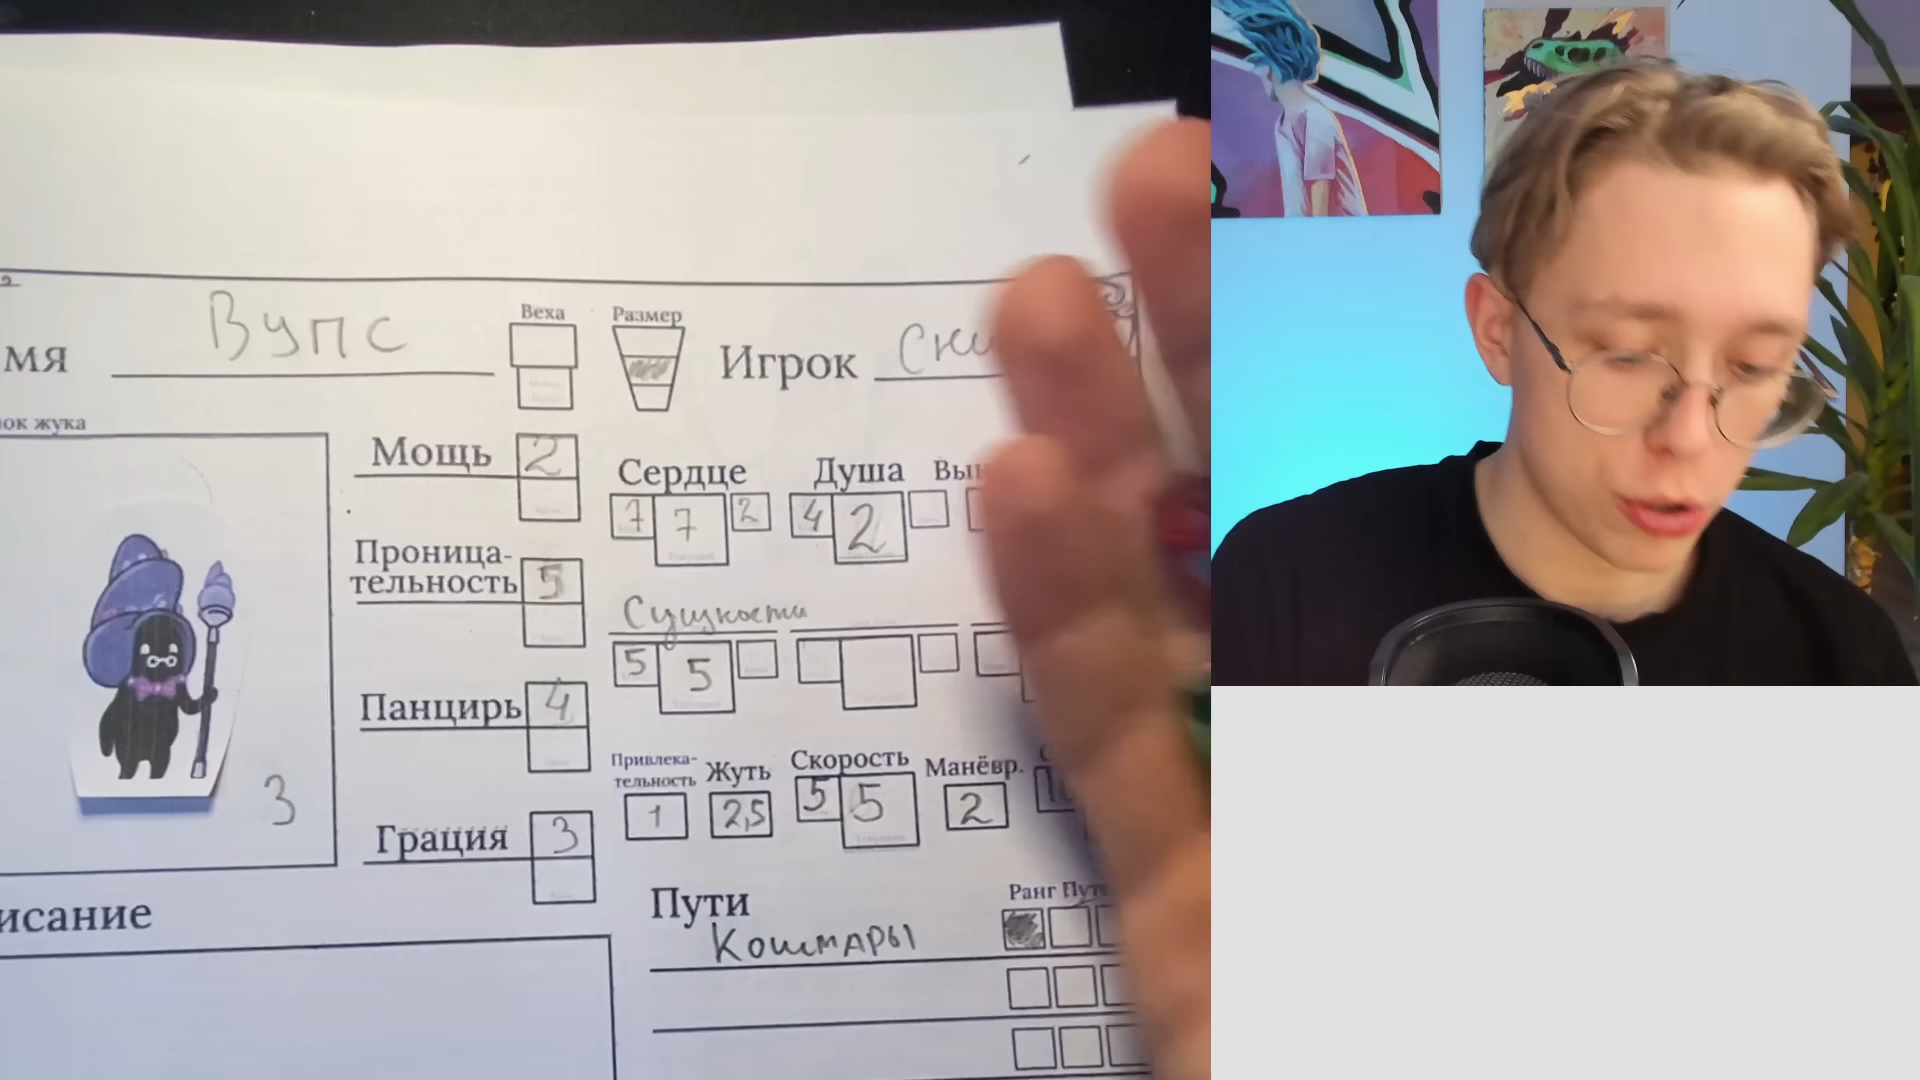 мя Вупс
Веха
Размер
Игрок
ок жука
Мощь 2
Проница-
тельность 5
Панцирь 4
Грация 3
Сердце
7 7 2
Душа
4 2
Сущности
5 5
Привлека-
тельность
1
Жуть
2,5
Скорость
5 5
Манёвр.
2
3
исание
Пути
Ранг
Кошмары